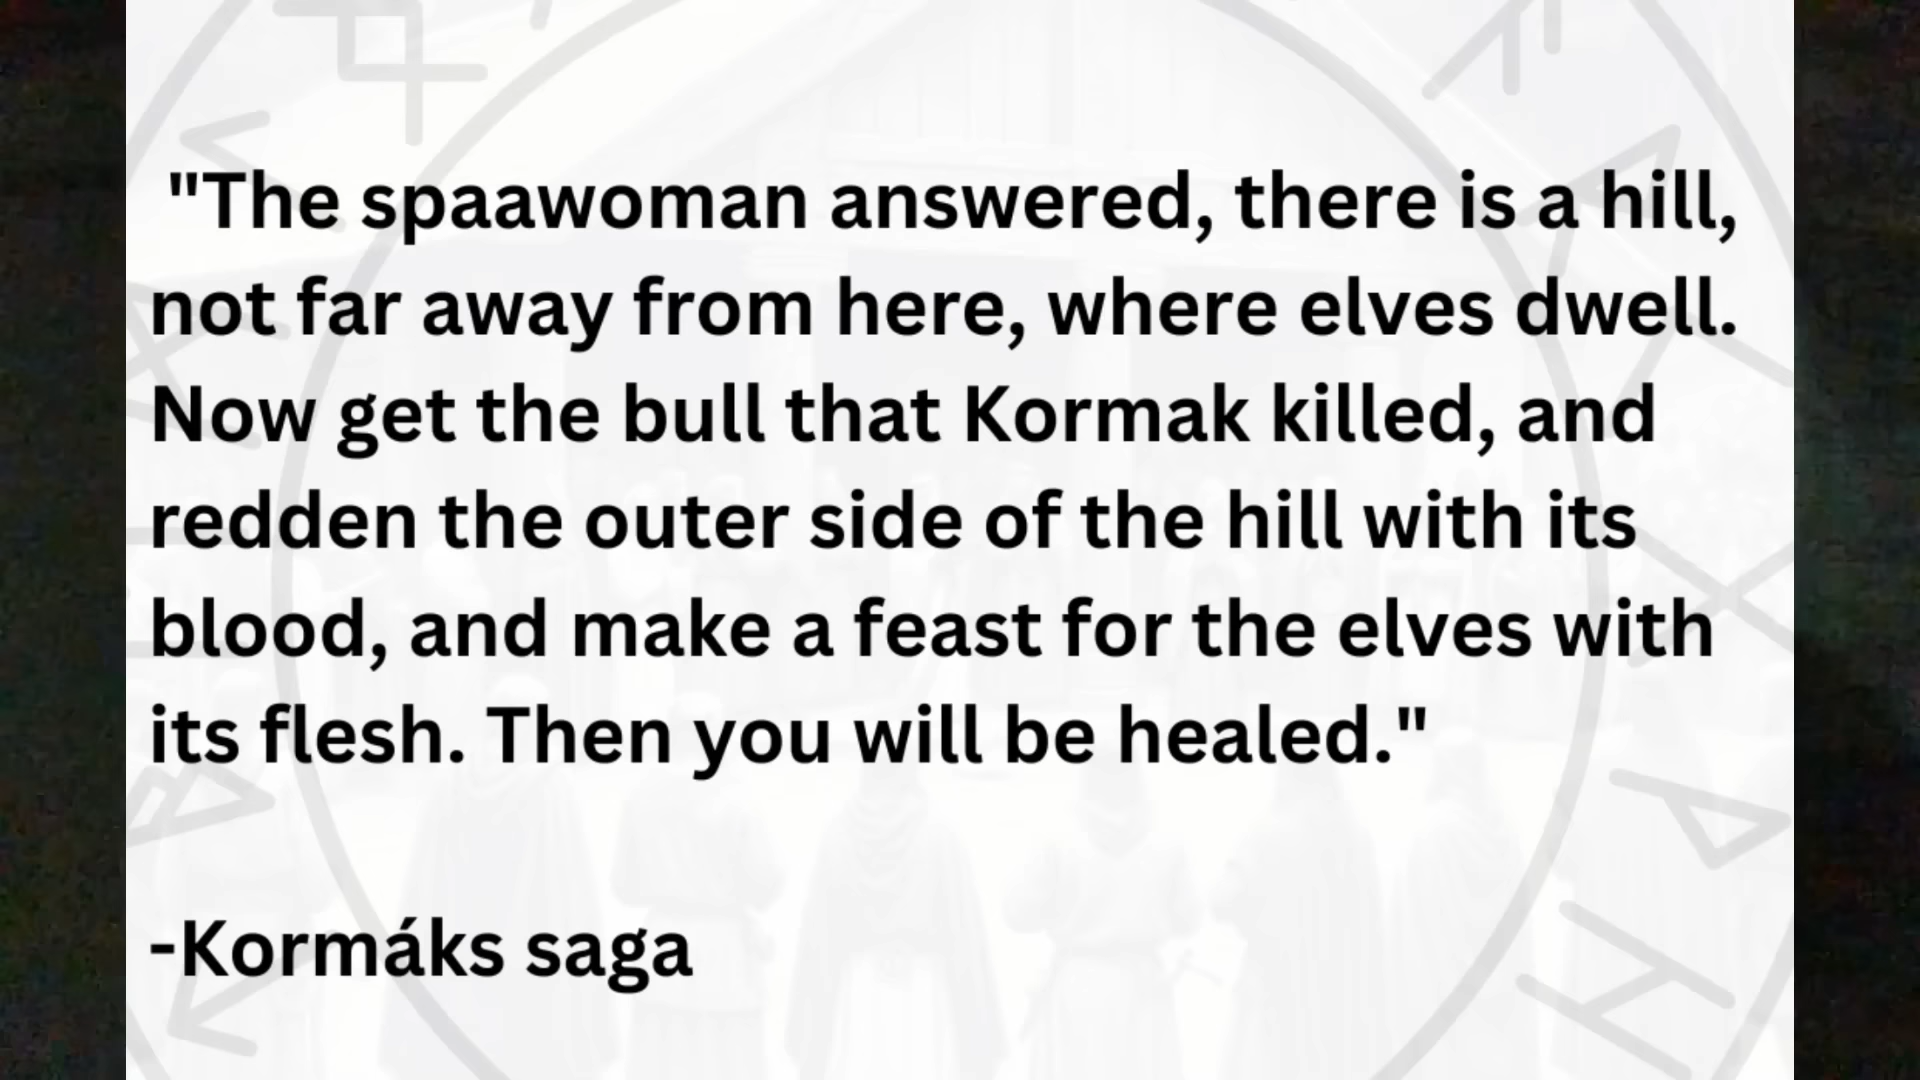 "The spaawoman answered, there is a hill,
not far away from here, where elves dwell.
Now get the bull that Kormak killed, and
redden the outer side of the hill with its
blood, and make a feast for the elves with
its flesh. Then you will be healed."
-Kormáks saga